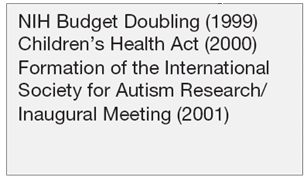 NIH Budget Doubling (1999)
Children’s Health Act (2000)
Formation of the International
Society for Autism Research/
Inaugural Meeting (2001)